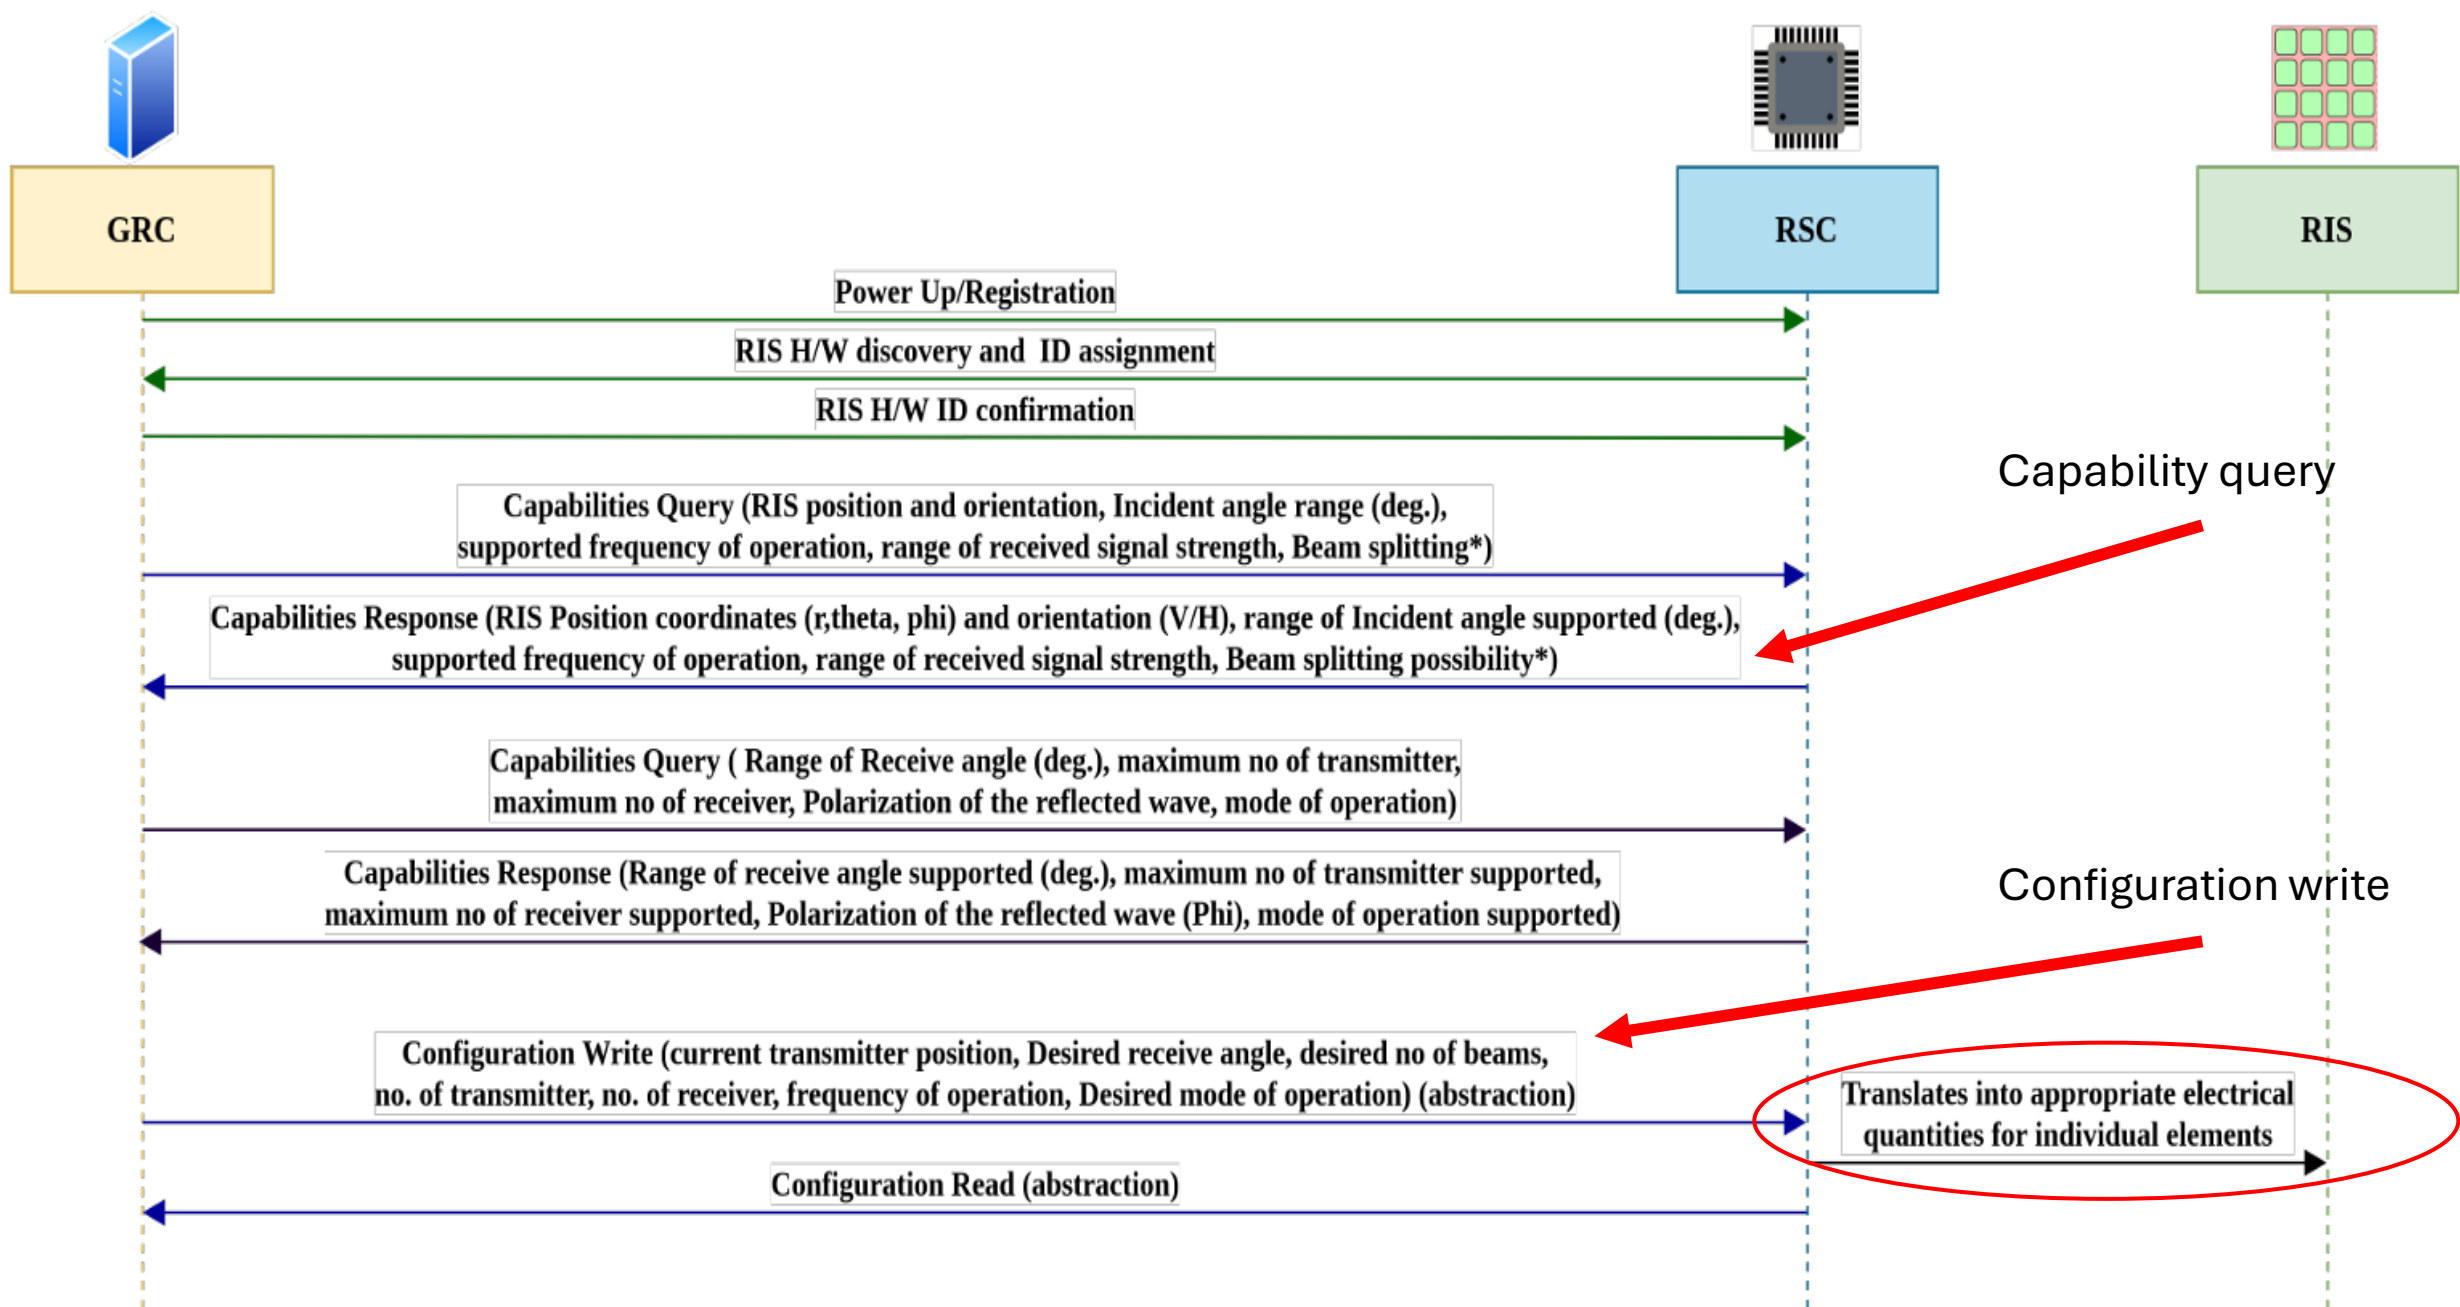 GRC
RSC
RIS
Power Up/Registration
RIS H/W discovery and  ID assignment
RIS H/W ID confirmation
Capability query
Capabilities Query (RIS position and orientation, Incident angle range (deg.),
supported frequency of operation, range of received signal strength, Beam splitting*)
Capabilities Response (RIS Position coordinates (r,theta, phi) and orientation (V/H), range of Incident angle supported (deg.),
supported frequency of operation, range of received signal strength, Beam splitting possibility*)
Capabilities Query ( Range of Receive angle (deg.), maximum no of transmitter,
maximum no of receiver, Polarization of the reflected wave, mode of operation)
Capabilities Response (Range of receive angle supported (deg.), maximum no of transmitter supported,
maximum no of receiver supported, Polarization of the reflected wave (Phi), mode of operation supported)
Configuration write
Configuration Write (current transmitter position, Desired receive angle, desired no of beams,
no. of transmitter, no. of receiver, frequency of operation, Desired mode of operation) (abstraction)
Translates into appropriate electrical
quantities for individual elements
Configuration Read (abstraction)